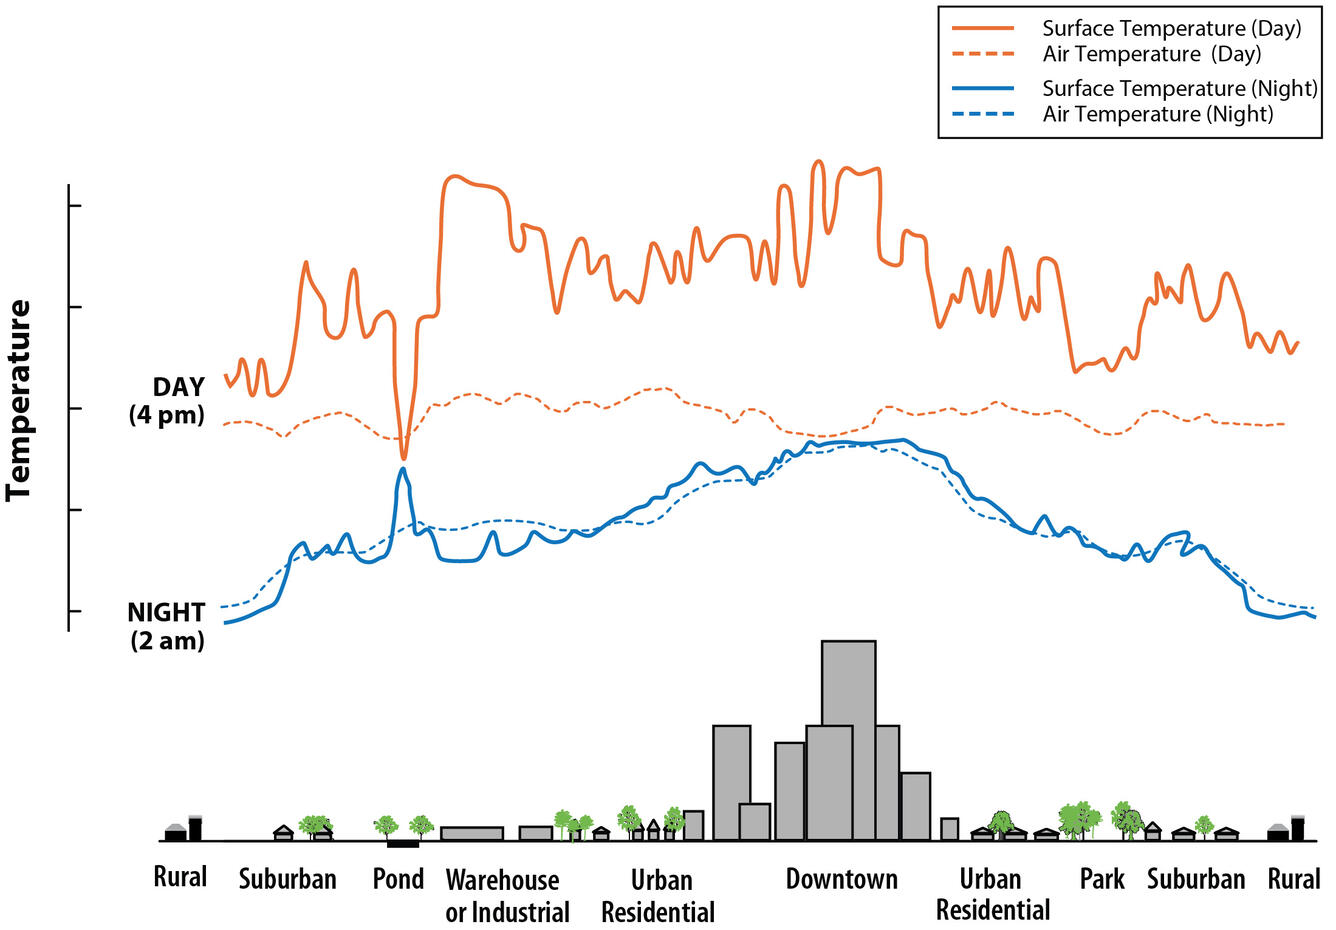 Surface Temperature (Day)
Air Temperature (Day)
Surface Temperature (Night)
Air Temperature (Night)
Temperature
DAY
(4 pm)
NIGHT
(2 am)
Rural
Suburban
Pond
Warehouse
or Industrial
Urban
Residential
Downtown
Urban
Residential
Park
Suburban
Rural